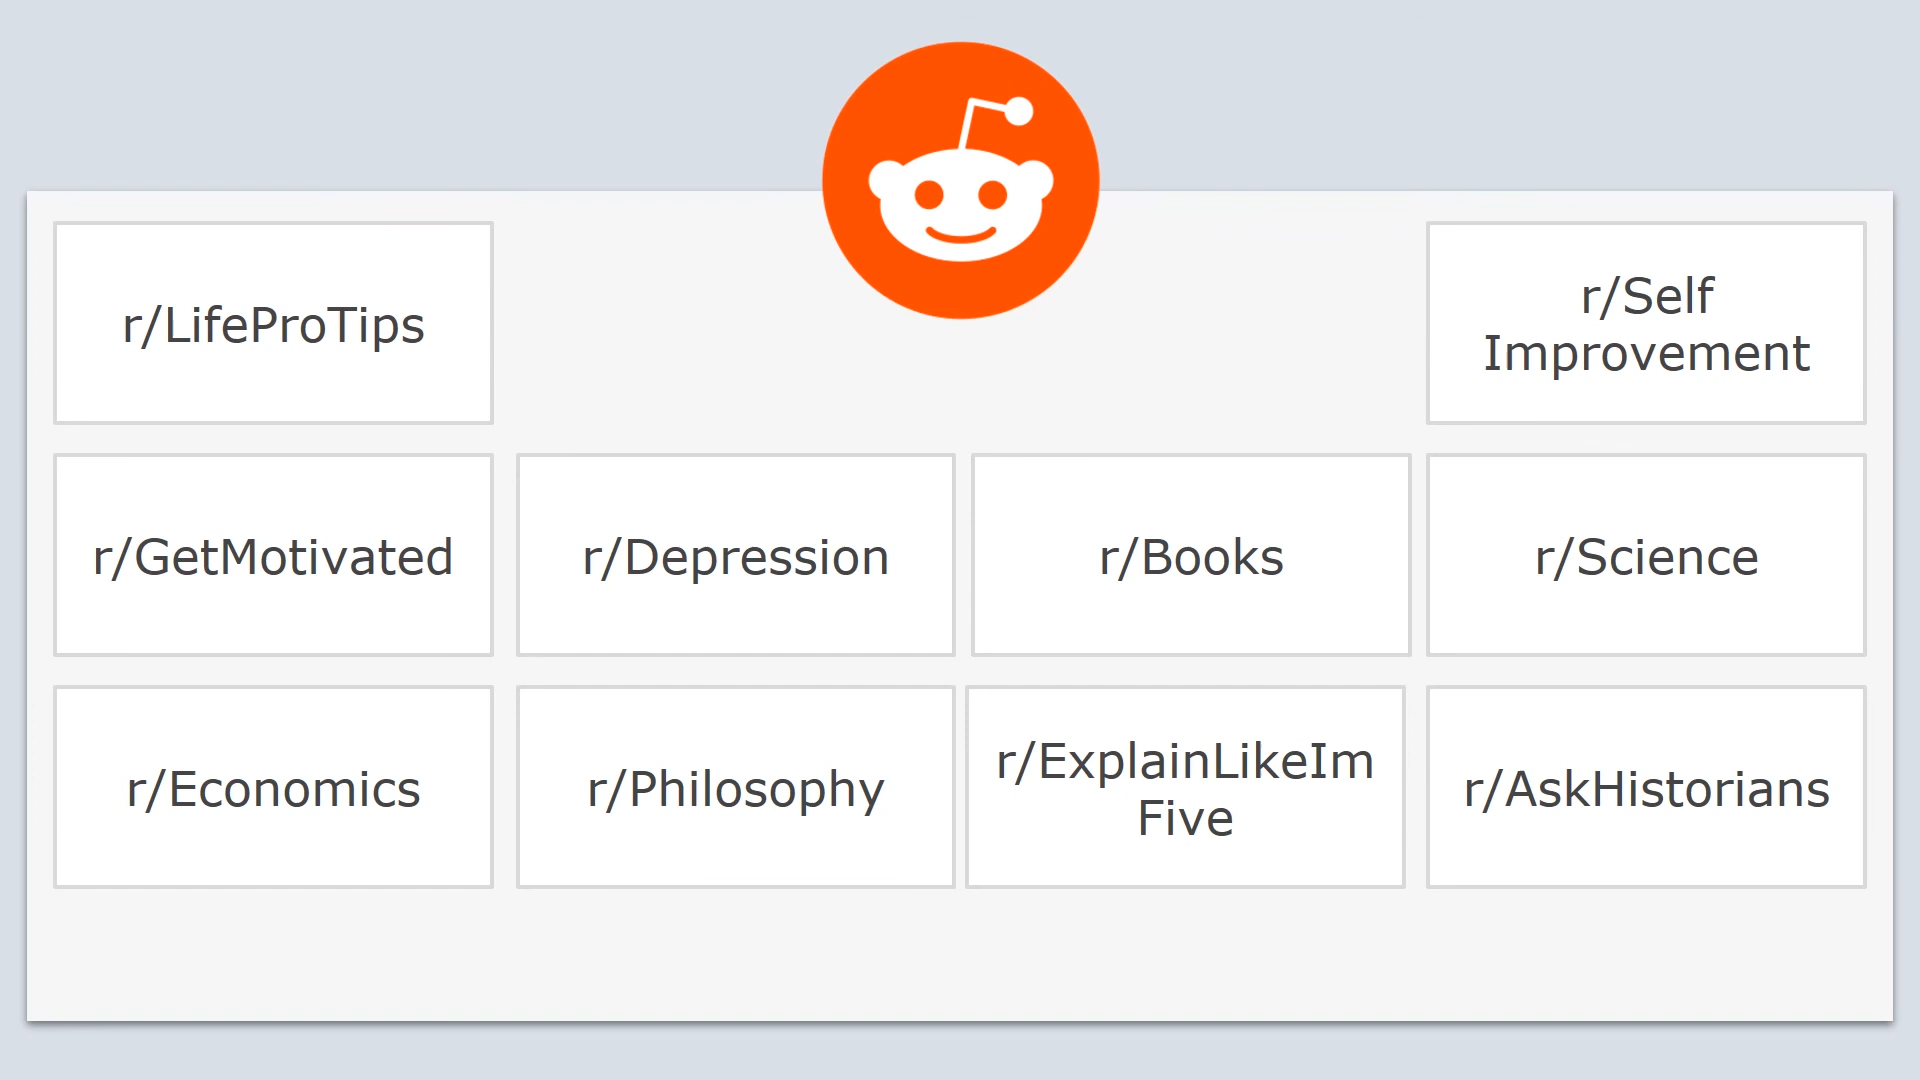 r/LifeProTips
r/Self
Improvement
r/GetMotivated
r/Depression
r/Books
r/Science
r/Economics
r/Philosophy
r/ExplainLikeIm
Five
r/AskHistorians